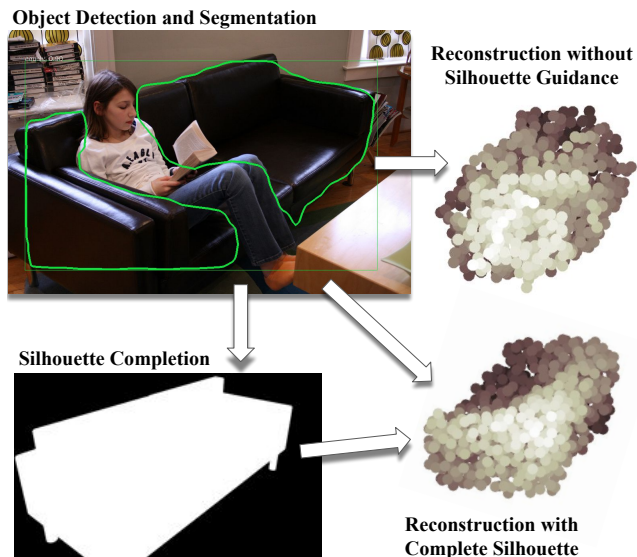 Object Detection and Segmentation
Reconstruction without
Silhouette Guidance
Silhouette Completion
Reconstruction with
Complete Silhouette